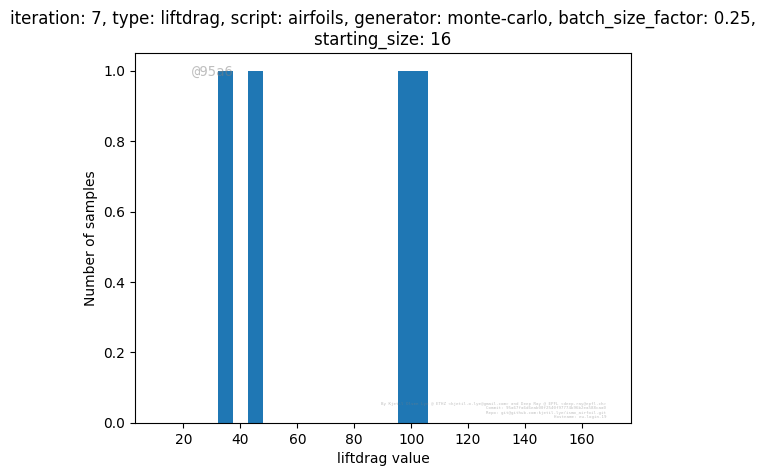 iteration: 7, type: liftdrag, script: airfoils, generator: monte-carlo, batch_size_factor: 0.25,
starting_size: 16
@95a6
1.0
0.8
0.6
0.4
0.2
0.0
Number of samples
20 40 60 80 100 120 140 160
liftdrag value